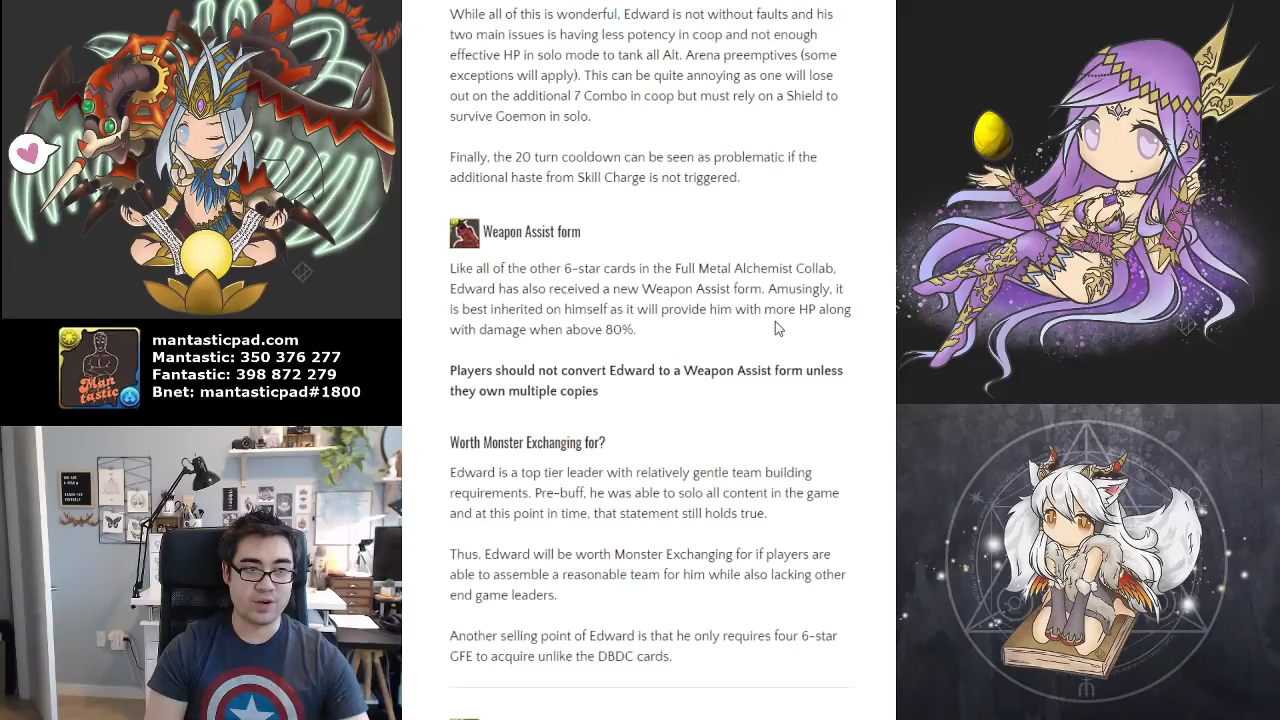 While all of this is wonderful, Edward is not without faults and his
two main issues is having less potency in coop and not enough
effective HP in solo mode to tank all Alt. Arena preemptives (some
exceptions will apply). This can be quite annoying as one will lose
out on the additional 7 Combo in coop but must rely on a Shield to
survive Goemon in solo.
Finally, the 20 turn cooldown can be seen as problematic if the
additional haste from Skill Charge is not triggered.
Weapon Assist form
Like all of the other 6-star cards in the Full Metal Alchemist Collab,
Edward has also received a new Weapon Assist form. Amusingly, it
is best inherited on himself as it will provide him with more HP along
with damage when above 80%.
Players should not convert Edward to a Weapon Assist form unless
they own multiple copies
Worth Monster Exchanging for?
Edward is a top tier leader with relatively gentle team building
requirements. Pre-buff, he was able to solo all content in the game
and at this point in time, that statement still holds true.
Thus, Edward will be worth Monster Exchanging for if players are
able to assemble a reasonable team for him while also lacking other
end game leaders.
Another selling point of Edward is that he only requires four 6-star
GFE to acquire unlike the DBDC cards.
mantasticpad.com
Mantastic: 350 376 277
Fantastic: 398 872 279
Bnet: mantasticpad#1800
Man
tastic